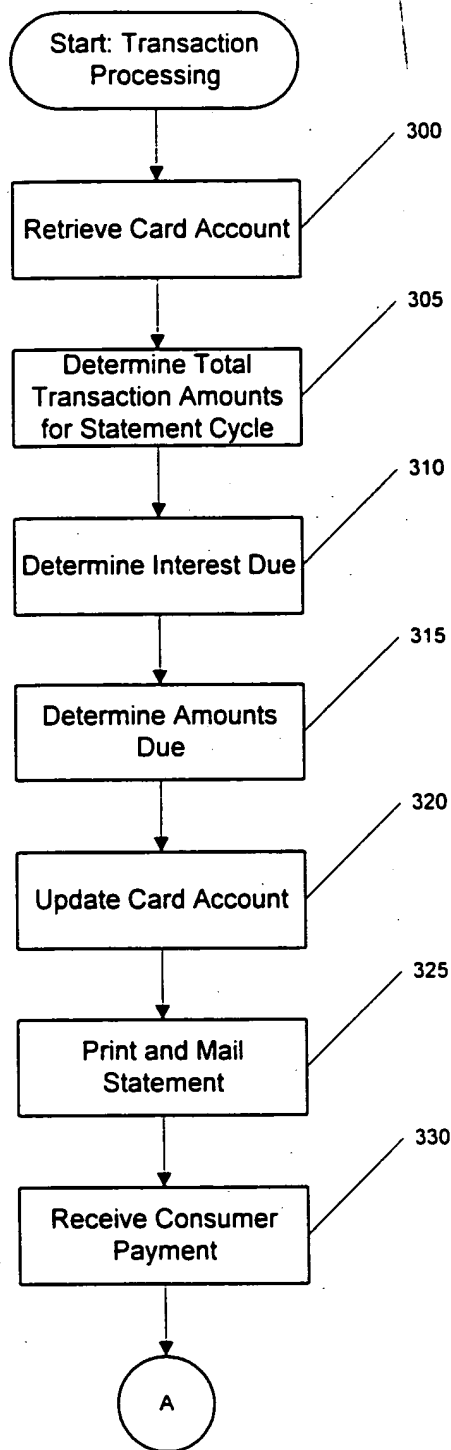 Start: Transaction
Processing
300
Retrieve Card Account
305
Determine Total
Transaction Amounts
for Statement Cycle
310
Determine Interest Due
315
Determine Amounts
Due
320
Update Card Account
325
Print and Mail
Statement
330
Receive Consumer
Payment
A